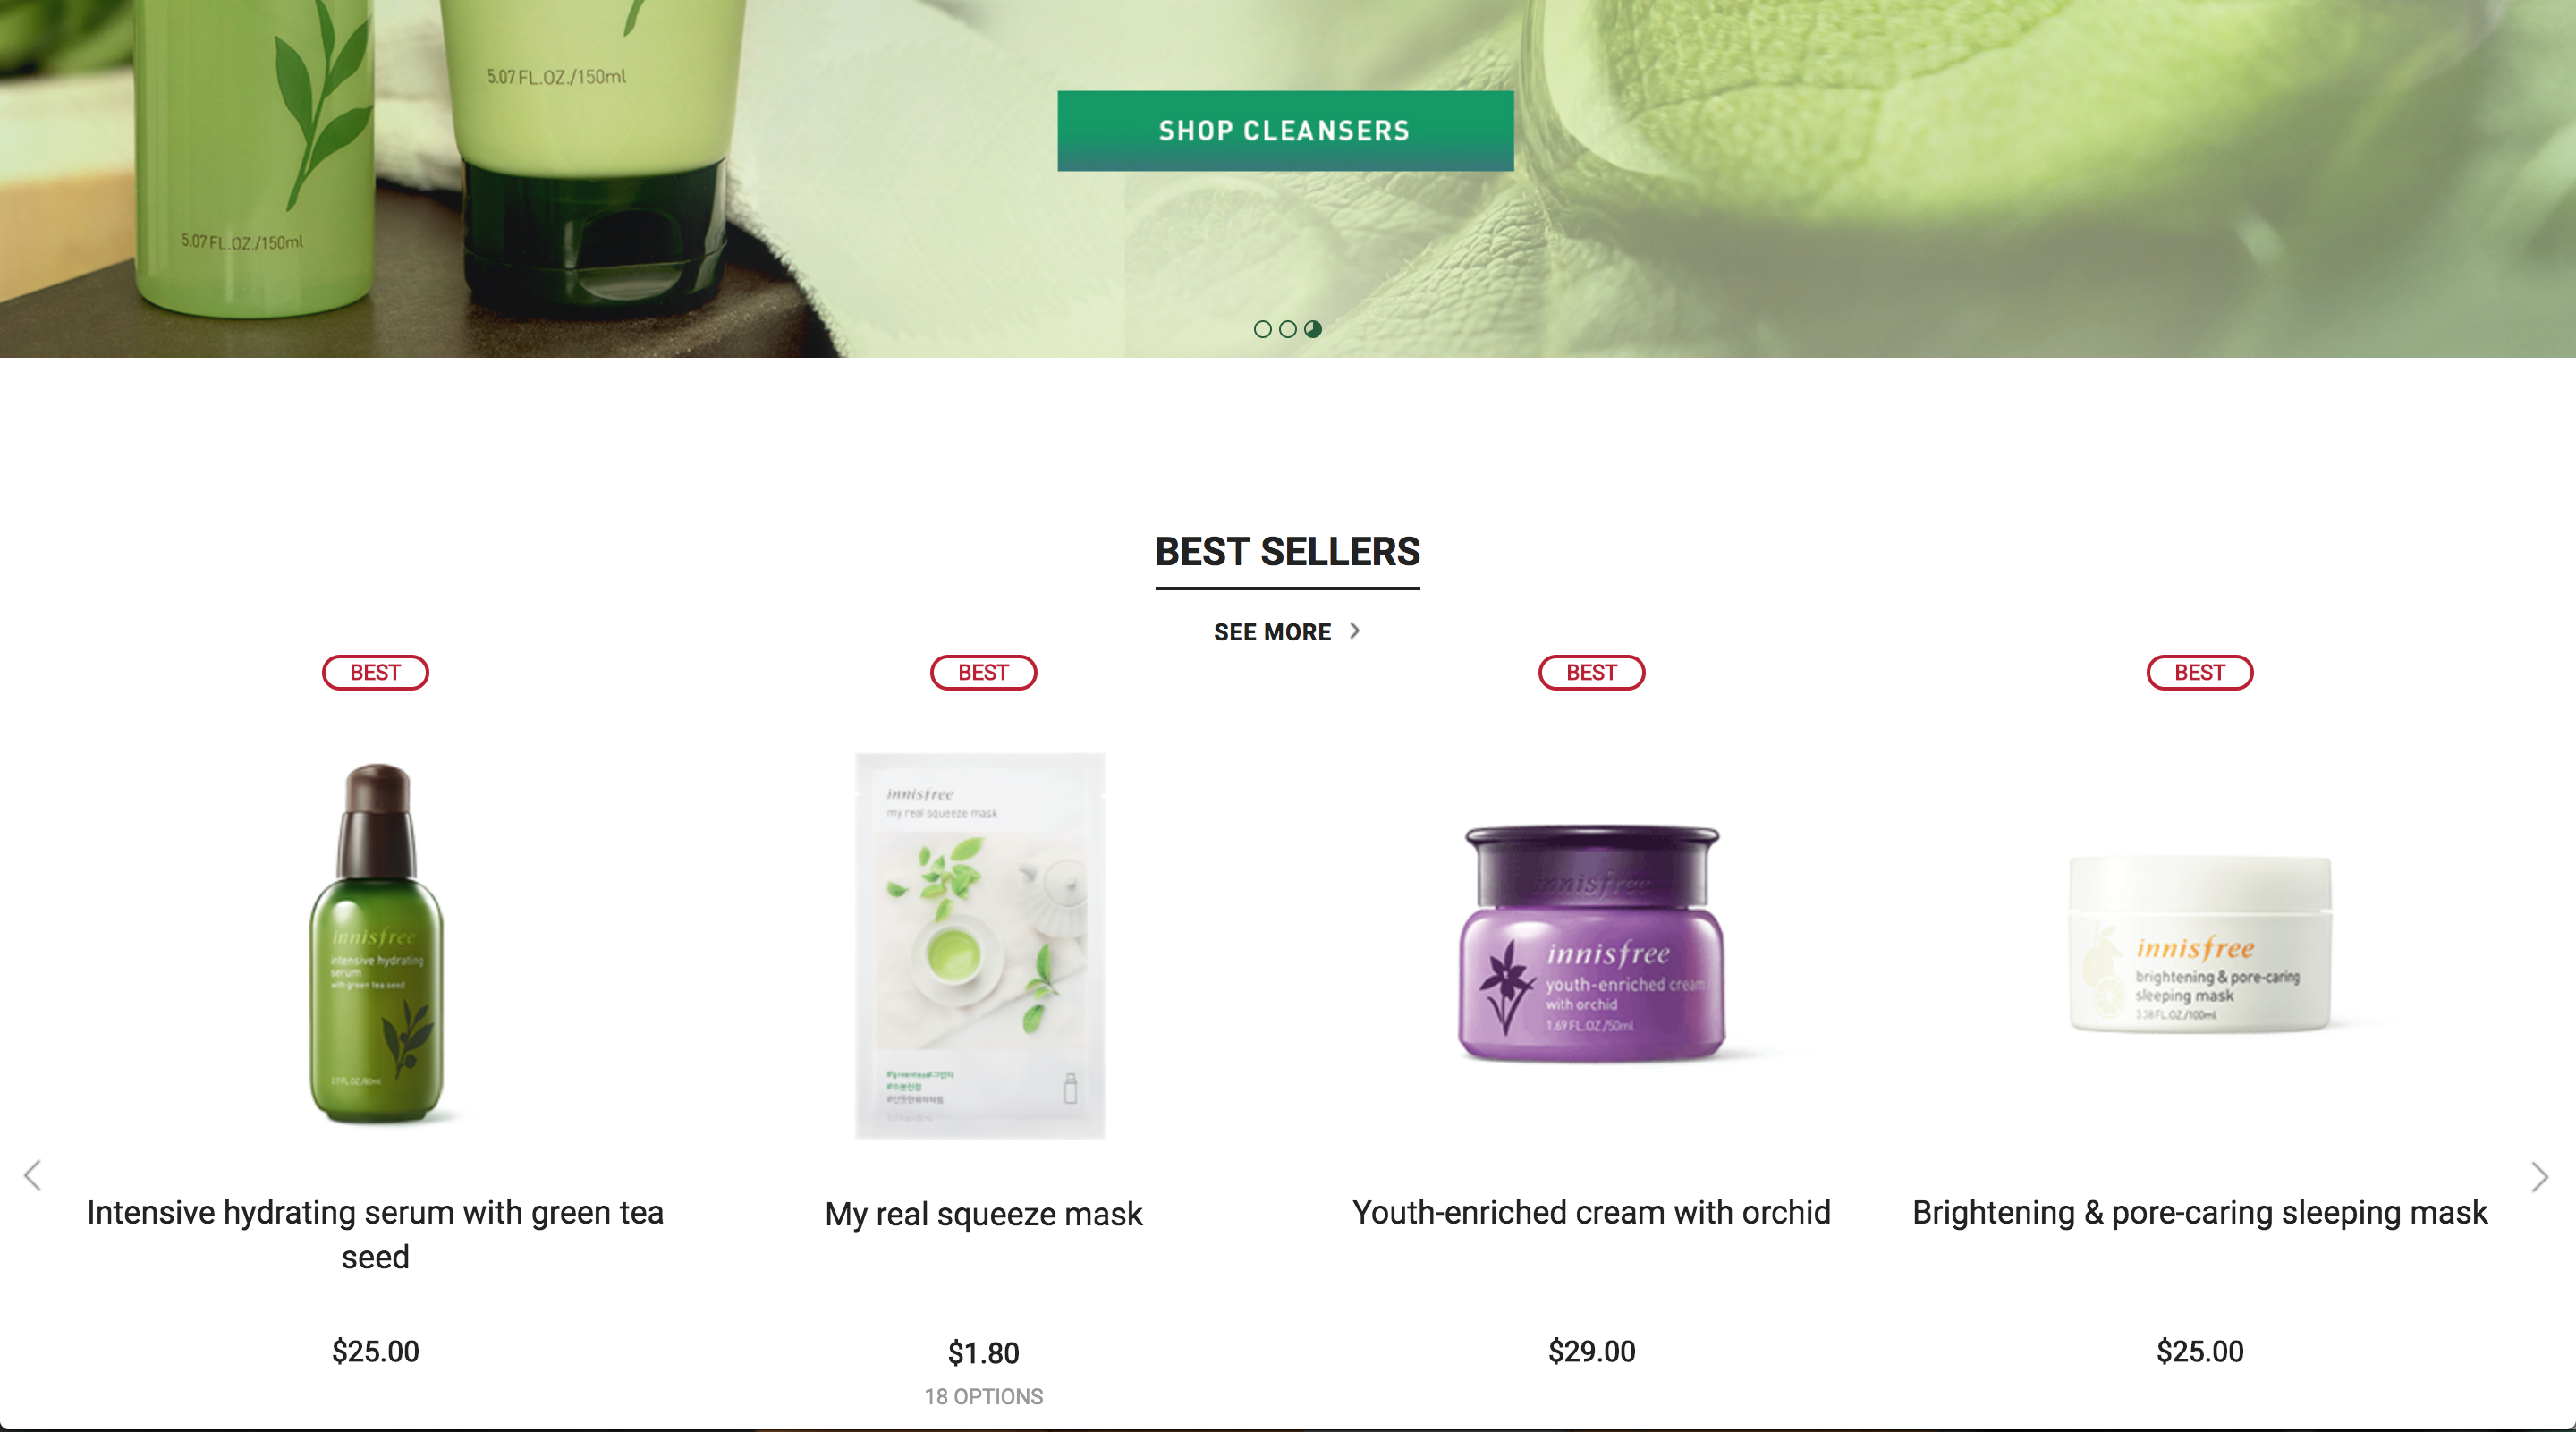 5.07 FL.OZ./150ml
SHOP CLEANSERS
5.07 FL.OZ./150ml
BEST SELLERS
SEE MORE
BEST
BEST
BEST
BEST
innisfree
intensive hydrating
serum
with green tea seed
innisfree
my real squeeze mask
innisfree
innisfree
youth-enriched cream
with orchid
1.69 FL.OZ./50ml
innisfree
brightening & pore-caring
sleeping mask
3.38 FL.OZ./100ml
Intensive hydrating serum with green tea
seed
My real squeeze mask
Youth-enriched cream with orchid
Brightening & pore-caring sleeping mask
$25.00
$1.80
$29.00
$25.00
18 OPTIONS